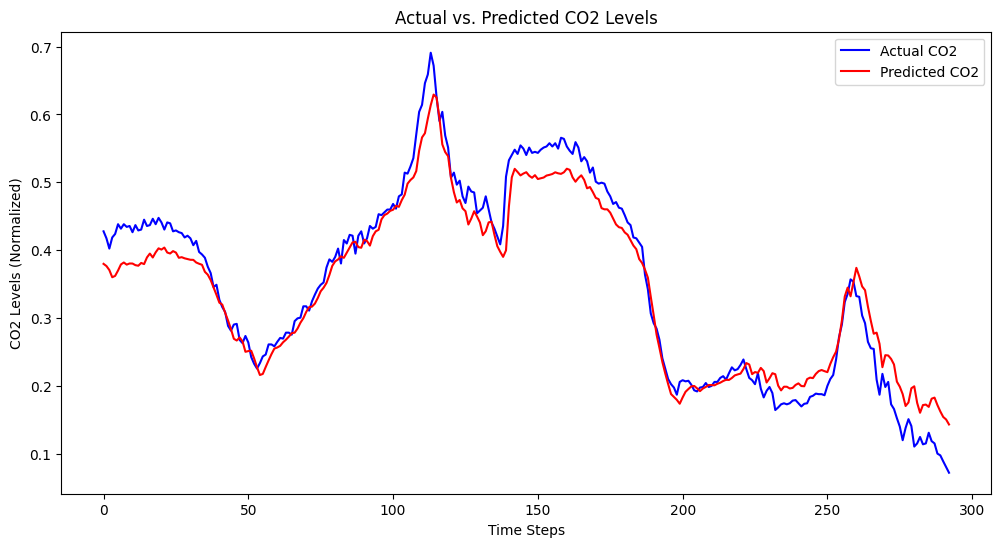 Actual vs. Predicted CO2 Levels
Actual CO2
Predicted CO2
CO2 Levels (Normalized)
0.7
0.6
0.5
0.4
0.3
0.2
0.1
0 50 100 150 200 250 300
Time Steps